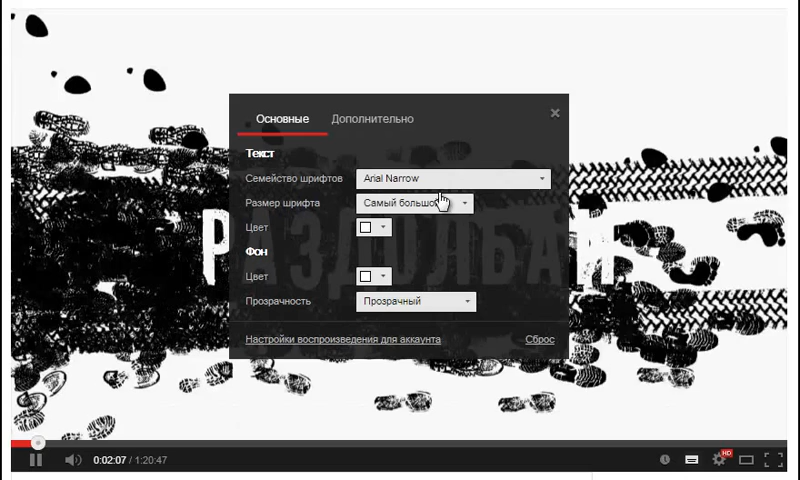 Основные Дополнительно
Текст
Семейство шрифтов Arial Narrow
Размер шрифта Самый большо
Цвет
Фон
Цвет
Прозрачность Прозрачный
Настройки воспроизведения для аккаунта Сброс
РАЗДОЛБАЙ
0:02:07 / 1:20:47
HD